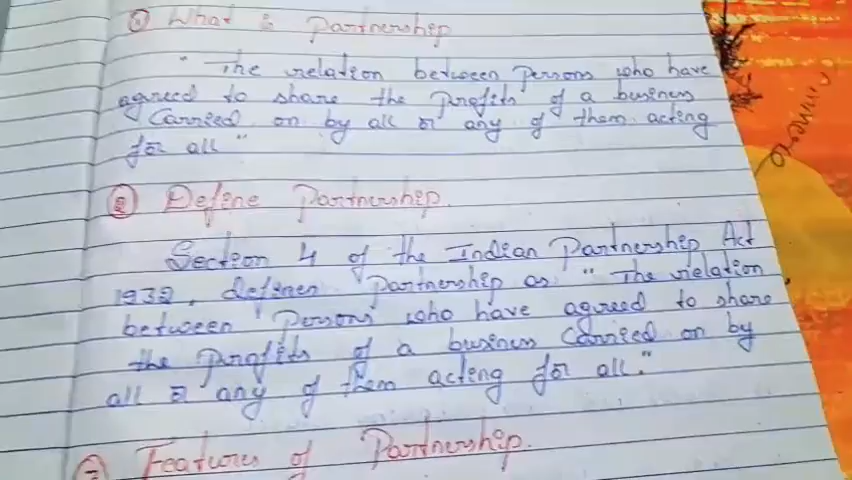 ① What is Partnership
" The relation between Persons who have
agreed to share the Profits of a business
Carried on by all or any of them acting
for all "
② Define Partnership.
Section 4 of the Indian Partnership Act
1932, defines Partnership as " The relation
between Persons who have agreed to share
the Profits of a business Carried on by
all or any of them acting for all."
Features of Partnership.